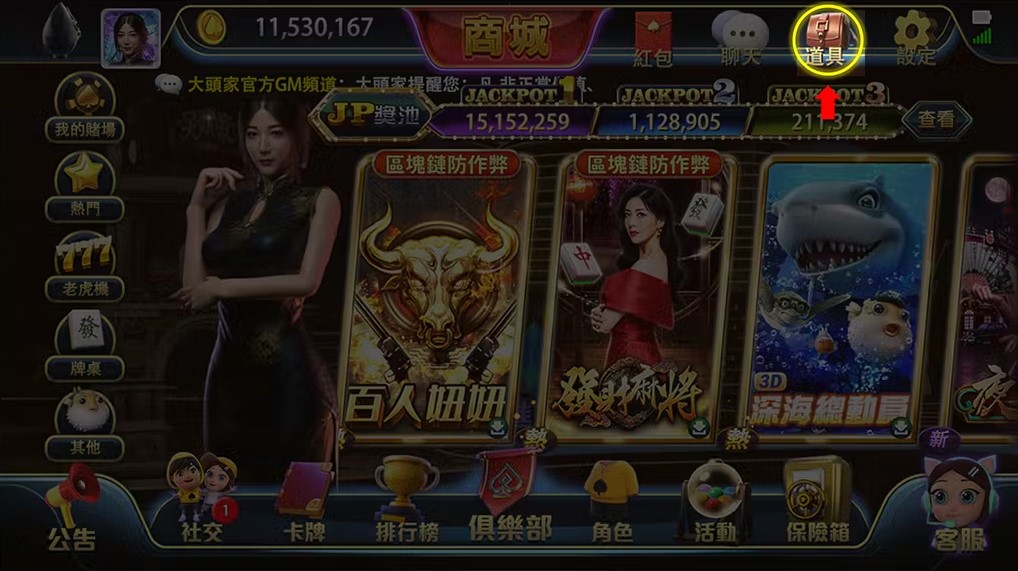 11,530,167
商城
紅包
聊天
道具
設定
大頭家官方GM頻道：大頭家提醒您：凡 非正常
JP獎池
JACKPOT 1
15,152,259
JACKPOT 2
1,128,905
JACKPOT 3
211,374
查看
我的賭場
熱門
777
老虎機
發
牌桌
其他
區塊鏈防作弊
百人妞妞
熱
區塊鏈防作弊
發
中
發財麻將
熱
3D
深海總動員
新
夜
公告
社交
1
卡牌
排行榜
俱樂部
角色
活動
保險箱
客服